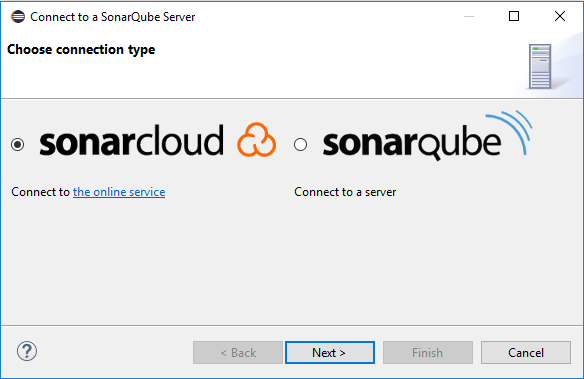 Connect to a SonarQube Server
Choose connection type
sonarcloud
sonarqube
Connect to the online service
Connect to a server
?
< Back
Next >
Finish
Cancel